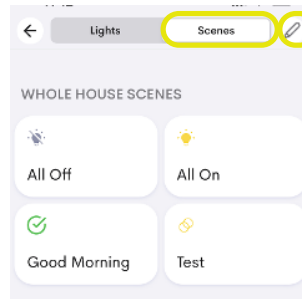 Lights Scenes
WHOLE HOUSE SCENES
All Off All On
Good Morning Test